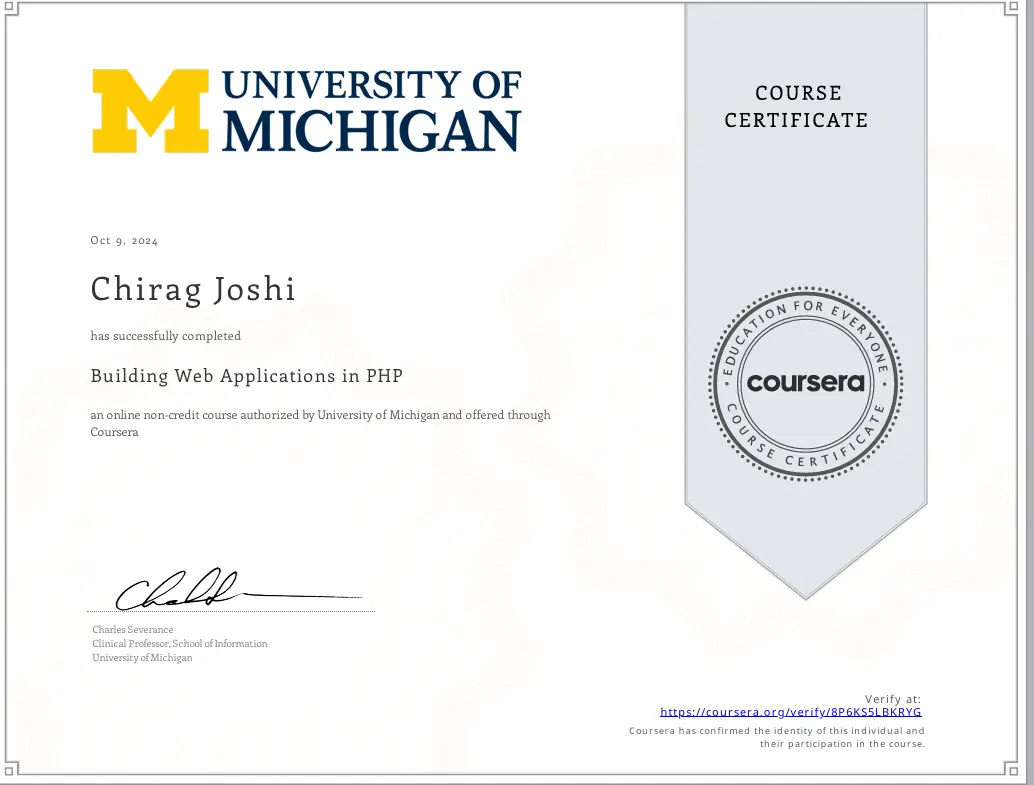 UNIVERSITY OF
MICHIGAN
COURSE
CERTIFICATE
Oct 9, 2024
Chirag Joshi
has successfully completed
Building Web Applications in PHP
an online non-credit course authorized by University of Michigan and offered through
Coursera
EDUCATION FOR EVERYONE
coursera
COURSE CERTIFICATE
Charles Severance
Clinical Professor, School of Information
University of Michigan
Verify at:
https://coursera.org/verify/8P6KS5LBKRYG
Coursera has confirmed the identity of this individual and
their participation in the course.